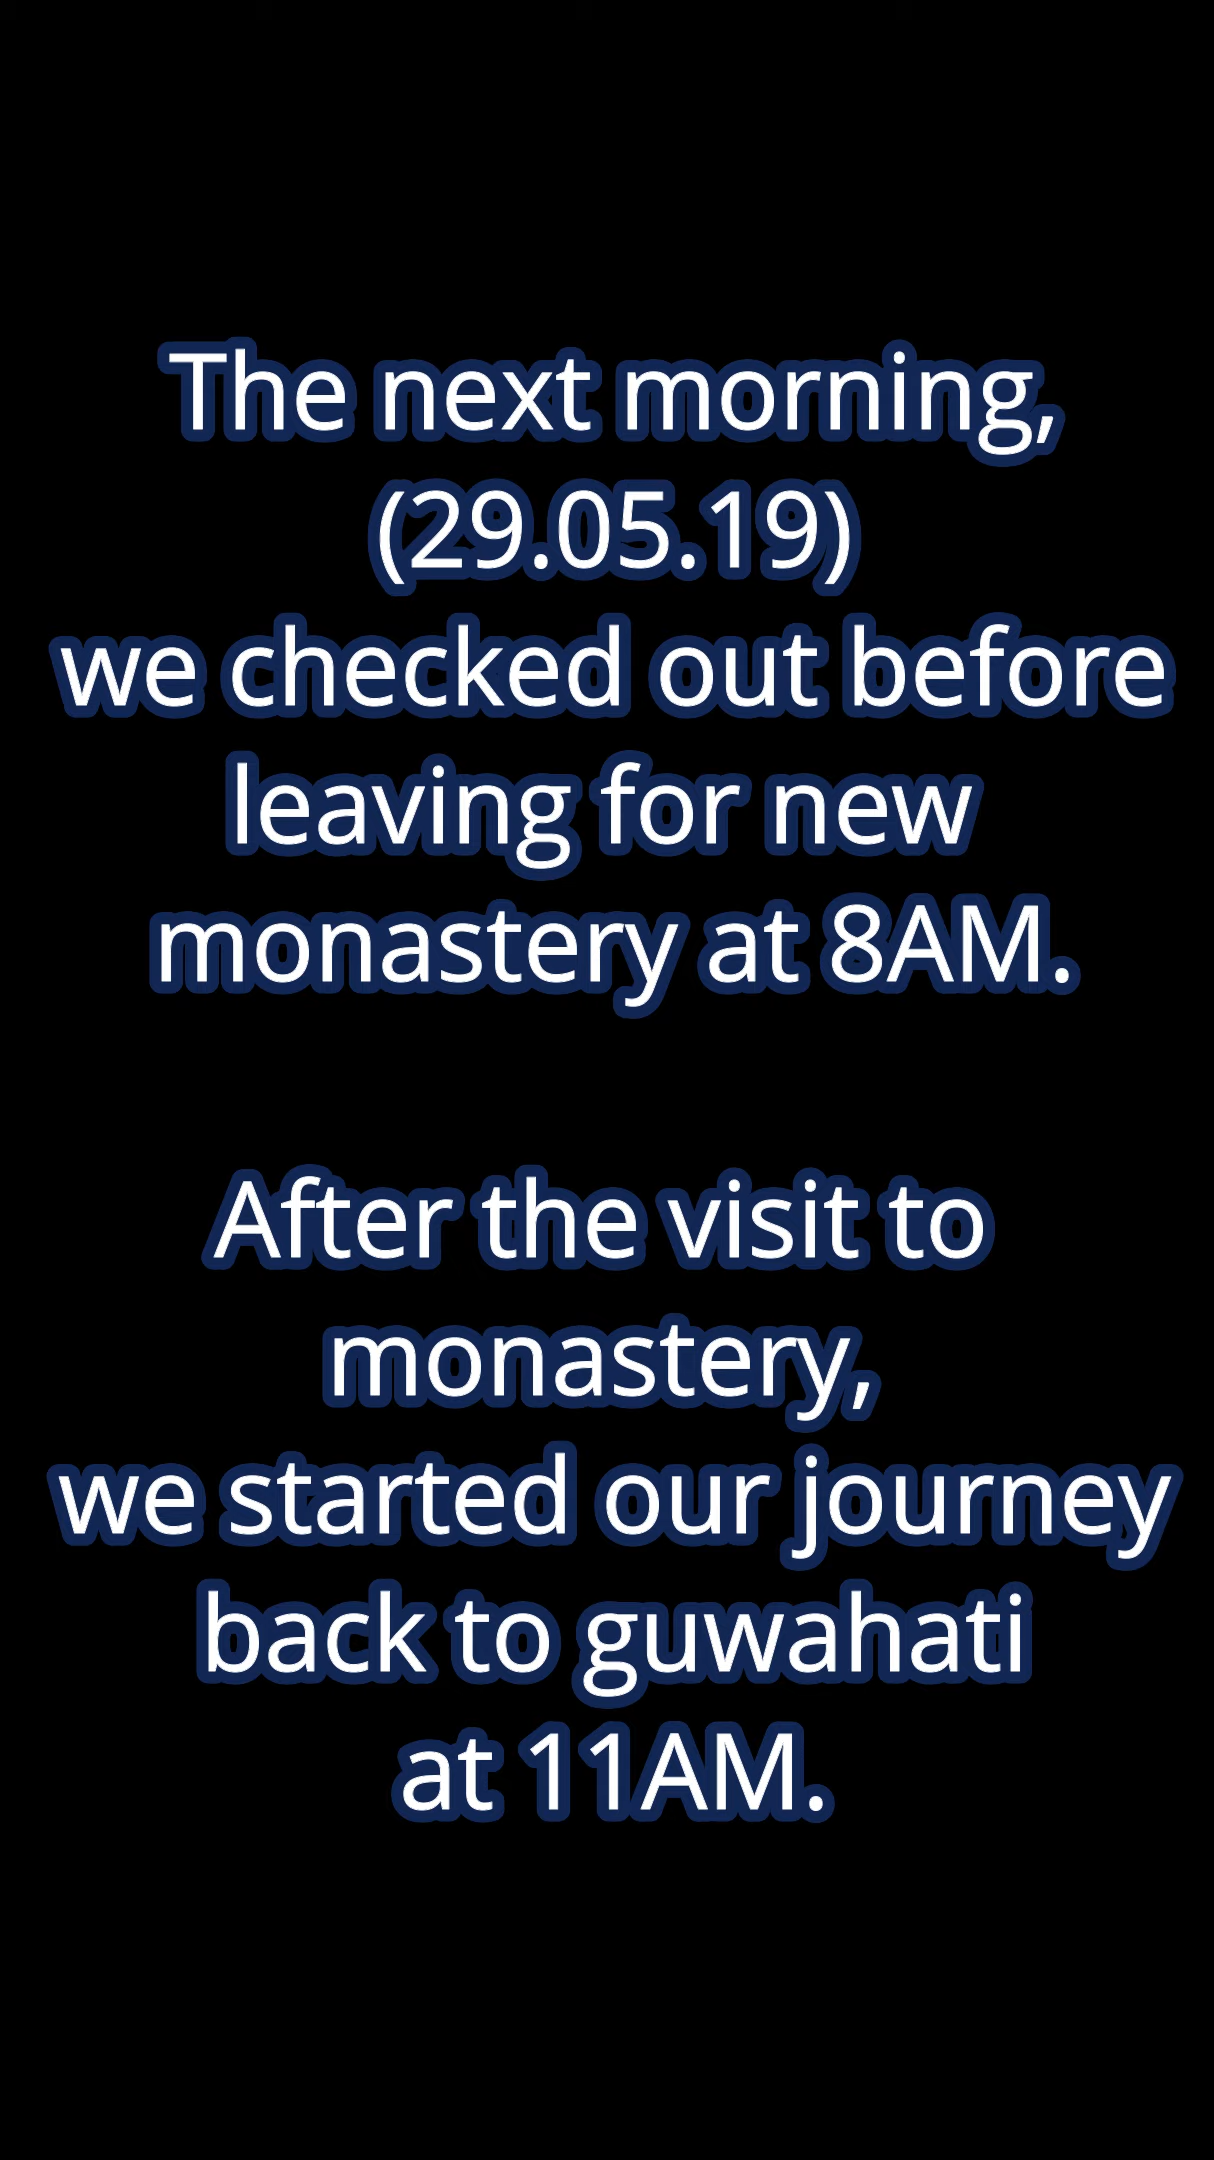 The next morning,
(29.05.19)
we checked out before
leaving for new
monastery at 8AM.
After the visit to
monastery,
we started our journey
back to guwahati
at 11AM.